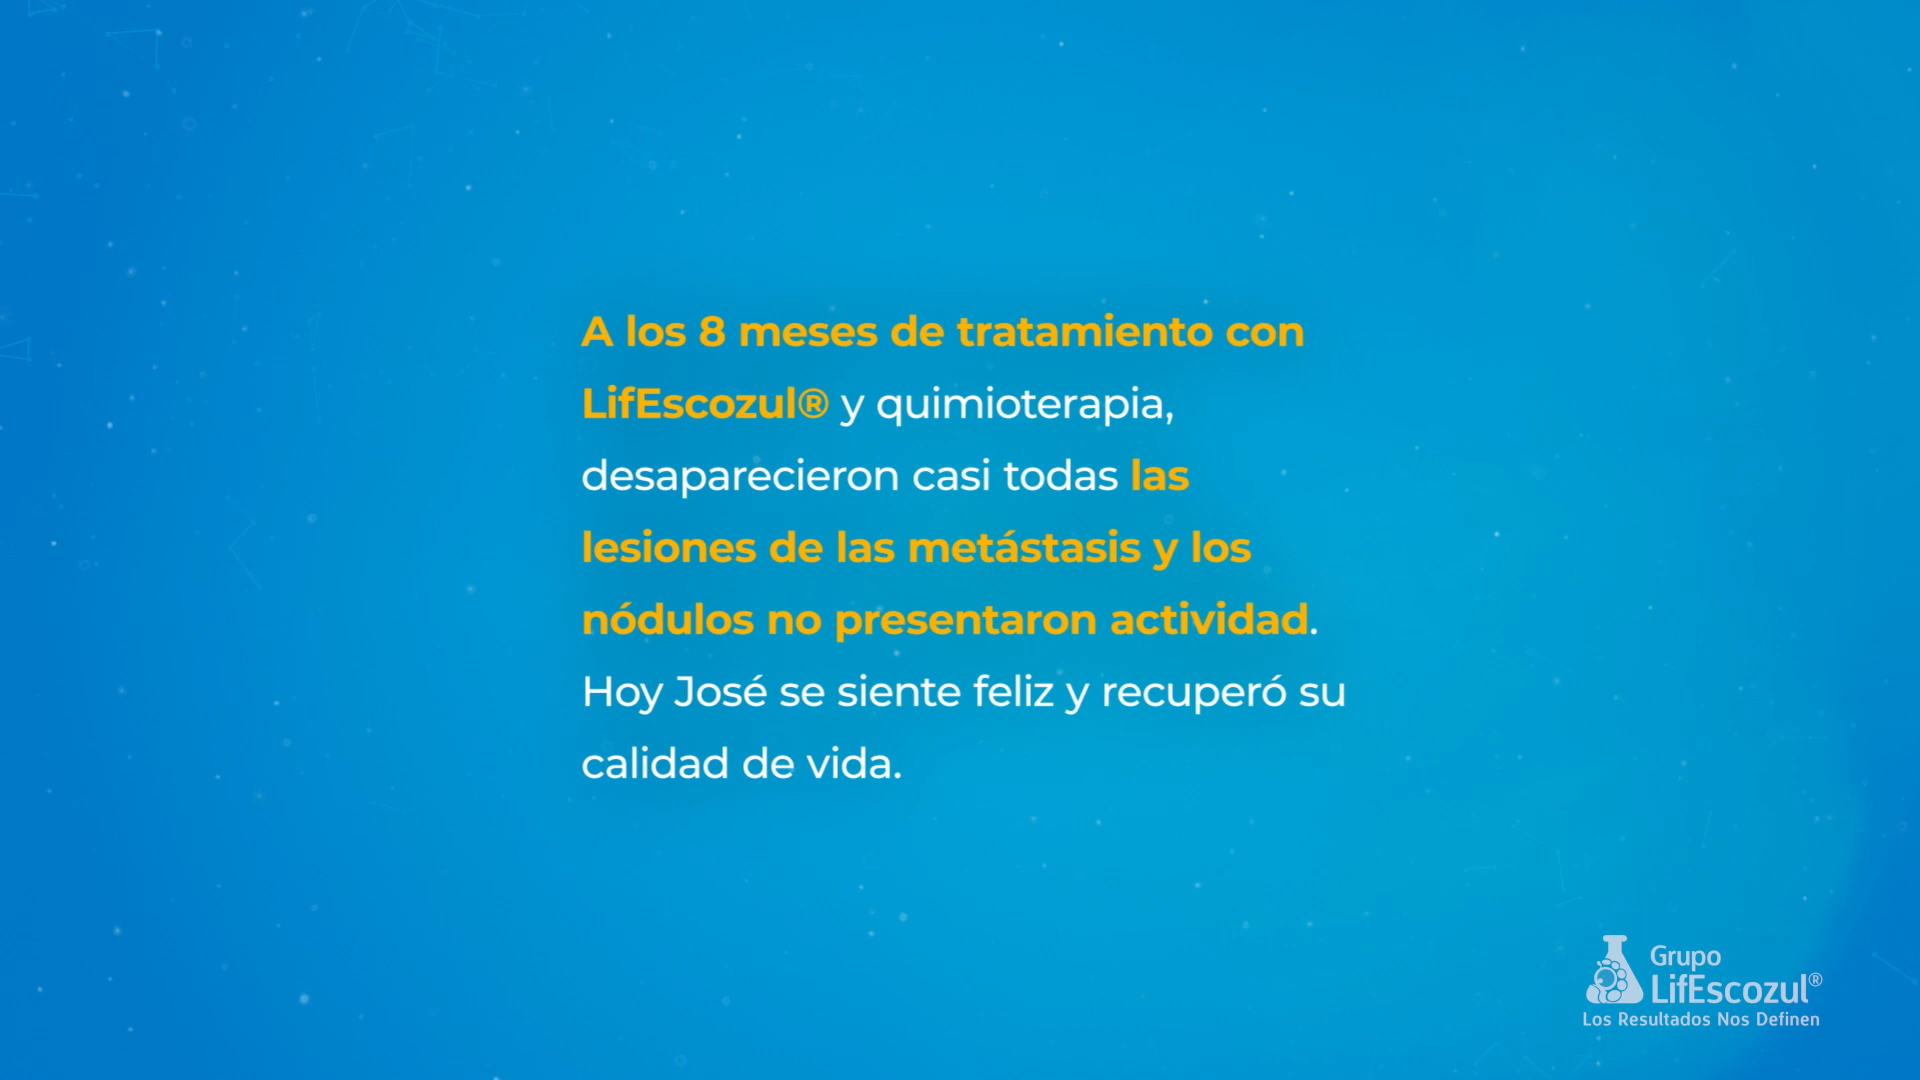 A los 8 meses de tratamiento con
LifEscozul® y quimioterapia,
desaparecieron casi todas las
lesiones de las metástasis y los
nódulos no presentaron actividad.
Hoy José se siente feliz y recuperó su
calidad de vida.
Grupo
LifEscozul®
Los Resultados Nos Definen